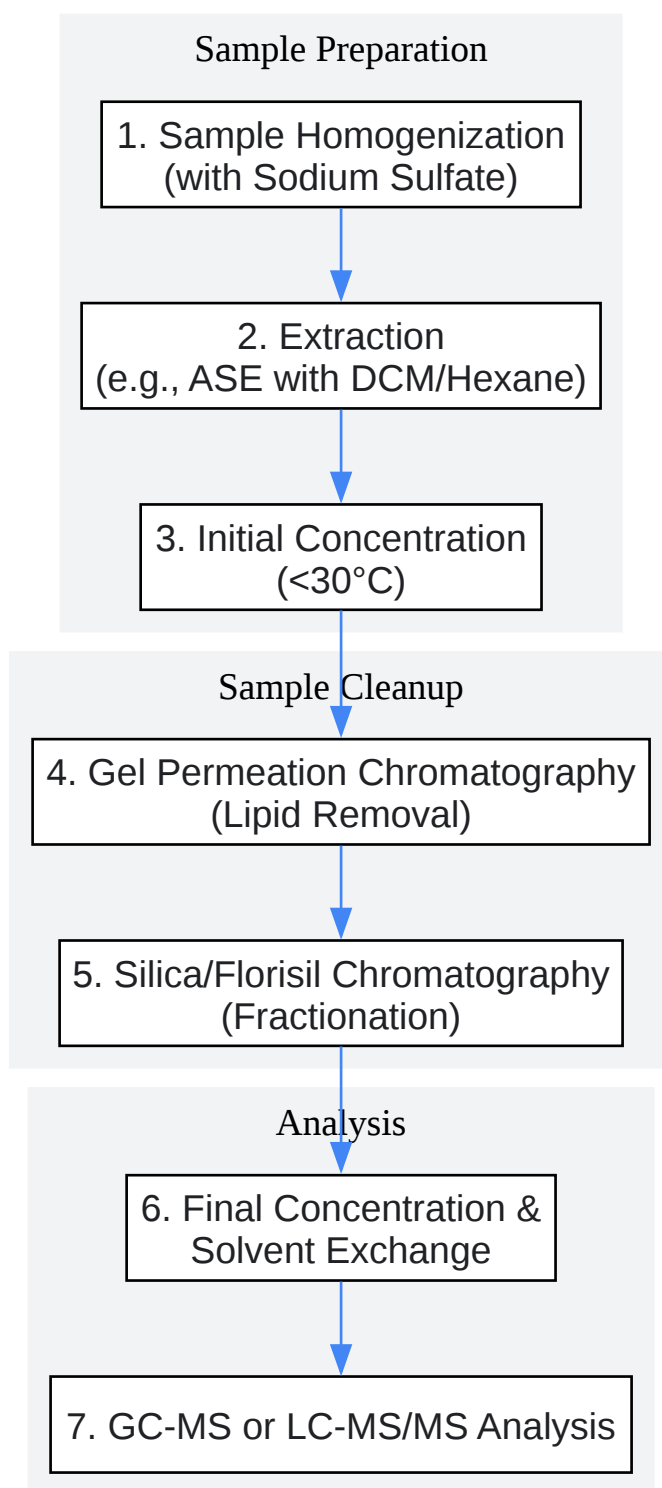 Sample Preparation
1. Sample Homogenization
(with Sodium Sulfate)
2. Extraction
(e.g., ASE with DCM/Hexane)
3. Initial Concentration
(<30°C)
Sample Cleanup
4. Gel Permeation Chromatography
(Lipid Removal)
5. Silica/Florisil Chromatography
(Fractionation)
Analysis
6. Final Concentration &
Solvent Exchange
7. GC-MS or LC-MS/MS Analysis